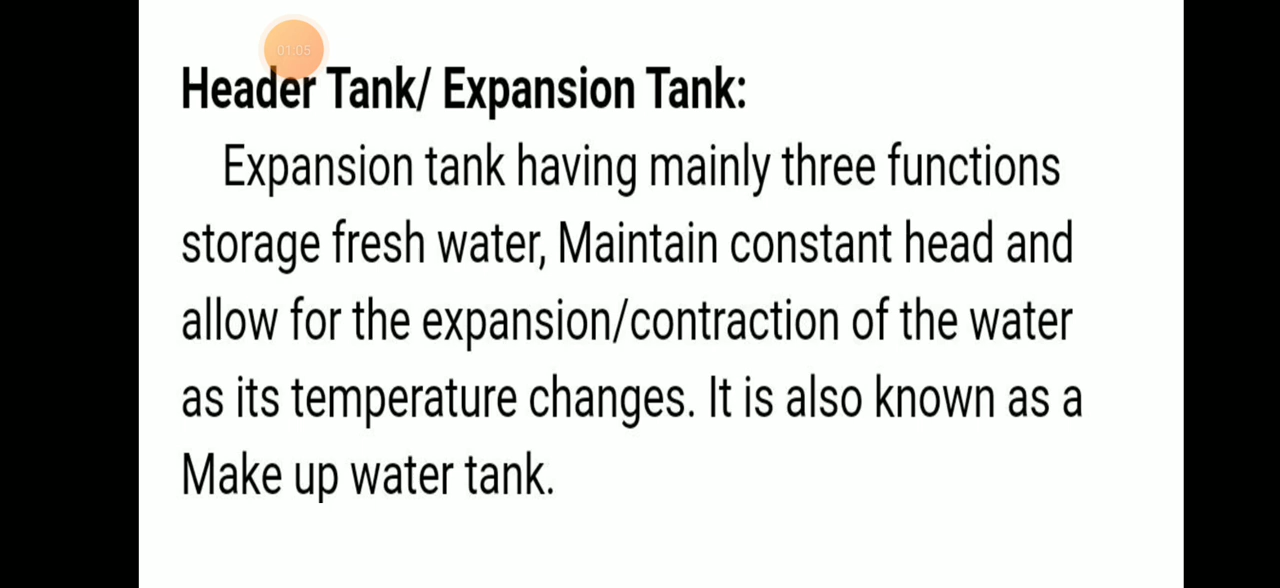 01:05
Header Tank/ Expansion Tank:
Expansion tank having mainly three functions
storage fresh water, Maintain constant head and
allow for the expansion/contraction of the water
as its temperature changes. It is also known as a
Make up water tank.